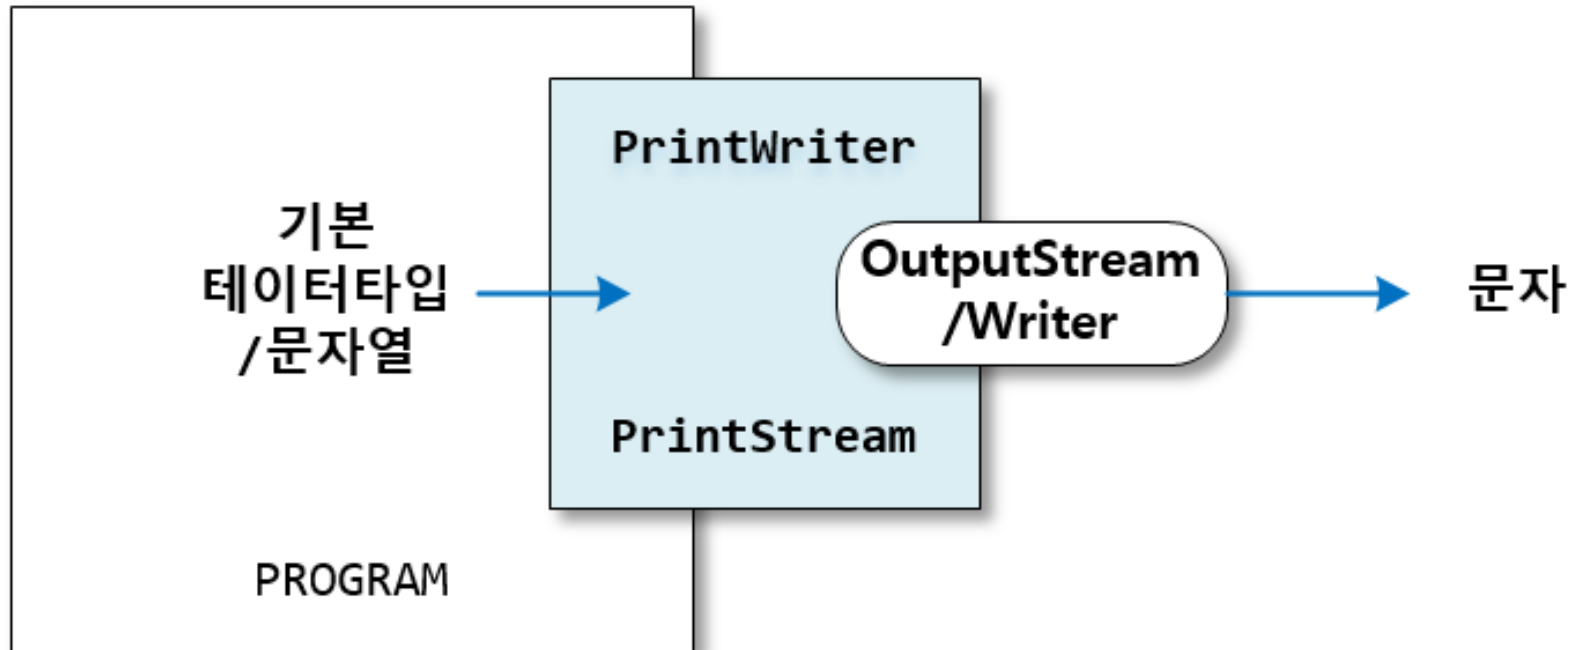 PrintWriter
기본
데이터타입
/문자열
OutputStream
/Writer
문자
PrintStream
PROGRAM